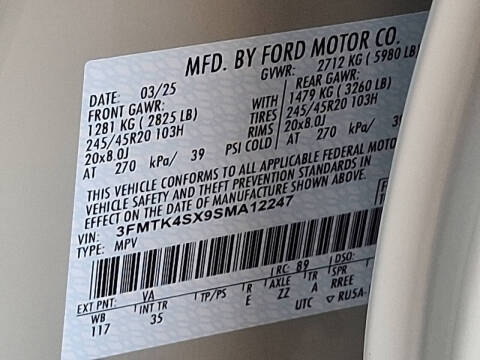 MFD. BY FORD MOTOR CO.
DATE: 03/25 GVWR: 2712 KG ( 5980 LB
FRONT GAWR: REAR GAWR:
1281 KG ( 2825 LB) WITH 1479 KG ( 3260 LB)
245/45R20 103H TIRES 245/45R20 103H
20x8.0J RIMS 20x8.0J
AT 270 kPa/ 39 PSI COLD AT 270 kPa/ 39
THIS VEHICLE CONFORMS TO ALL APPLICABLE FEDERAL MOTO
VEHICLE SAFETY AND THEFT PREVENTION STANDARDS IN
EFFECT ON THE DATE OF MANUFACTURE SHOWN ABOVE.
VIN: 3FMTK4SX9SMA12247
TYPE: MPV
EXT PNT: VA RC: 89 DSO:
WB INT TR TP/PS R AXLE TR SPR
117 35 E ZZ A RREE
UTC ▽ RUSA